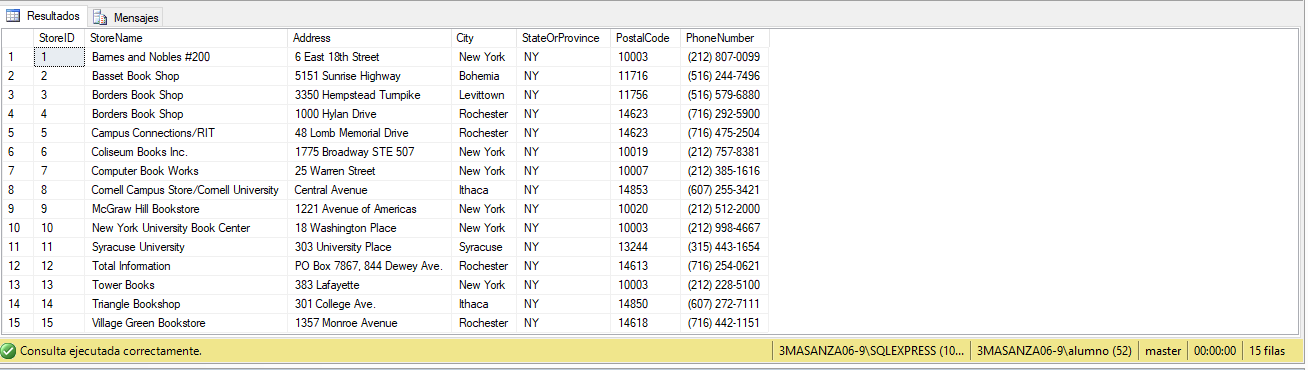 Resultados Mensajes
StoreID StoreName Address City StateOrProvince PostalCode PhoneNumber
1 1 Barnes and Nobles #200 6 East 18th Street New York NY 10003 (212) 807-0099
2 2 Basset Book Shop 5151 Sunrise Highway Bohemia NY 11716 (516) 244-7496
3 3 Borders Book Shop 3350 Hempstead Turnpike Levittown NY 11756 (516) 579-6880
4 4 Borders Book Shop 1000 Hylan Drive Rochester NY 14623 (716) 292-5900
5 5 Campus Connections/RIT 48 Lomb Memorial Drive Rochester NY 14623 (716) 475-2504
6 6 Coliseum Books Inc. 1775 Broadway STE 507 New York NY 10019 (212) 757-8381
7 7 Computer Book Works 25 Warren Street New York NY 10007 (212) 385-1616
8 8 Cornell Campus Store/Cornell University Central Avenue Ithaca NY 14853 (607) 255-3421
9 9 McGraw Hill Bookstore 1221 Avenue of Americas New York NY 10020 (212) 512-2000
10 10 New York University Book Center 18 Washington Place New York NY 10003 (212) 998-4667
11 11 Syracuse University 303 University Place Syracuse NY 13244 (315) 443-1654
12 12 Total Information PO Box 7867, 844 Dewey Ave. Rochester NY 14613 (716) 254-0621
13 13 Tower Books 383 Lafayette New York NY 10003 (212) 228-5100
14 14 Triangle Bookshop 301 College Ave. Ithaca NY 14850 (607) 272-7111
15 15 Village Green Bookstore 1357 Monroe Avenue Rochester NY 14618 (716) 442-1151
Consulta ejecutada correctamente. 3MASANZA06-9\SQLEXPRESS (10... 3MASANZA06-9\alumno (52) master 00:00:00 15 filas